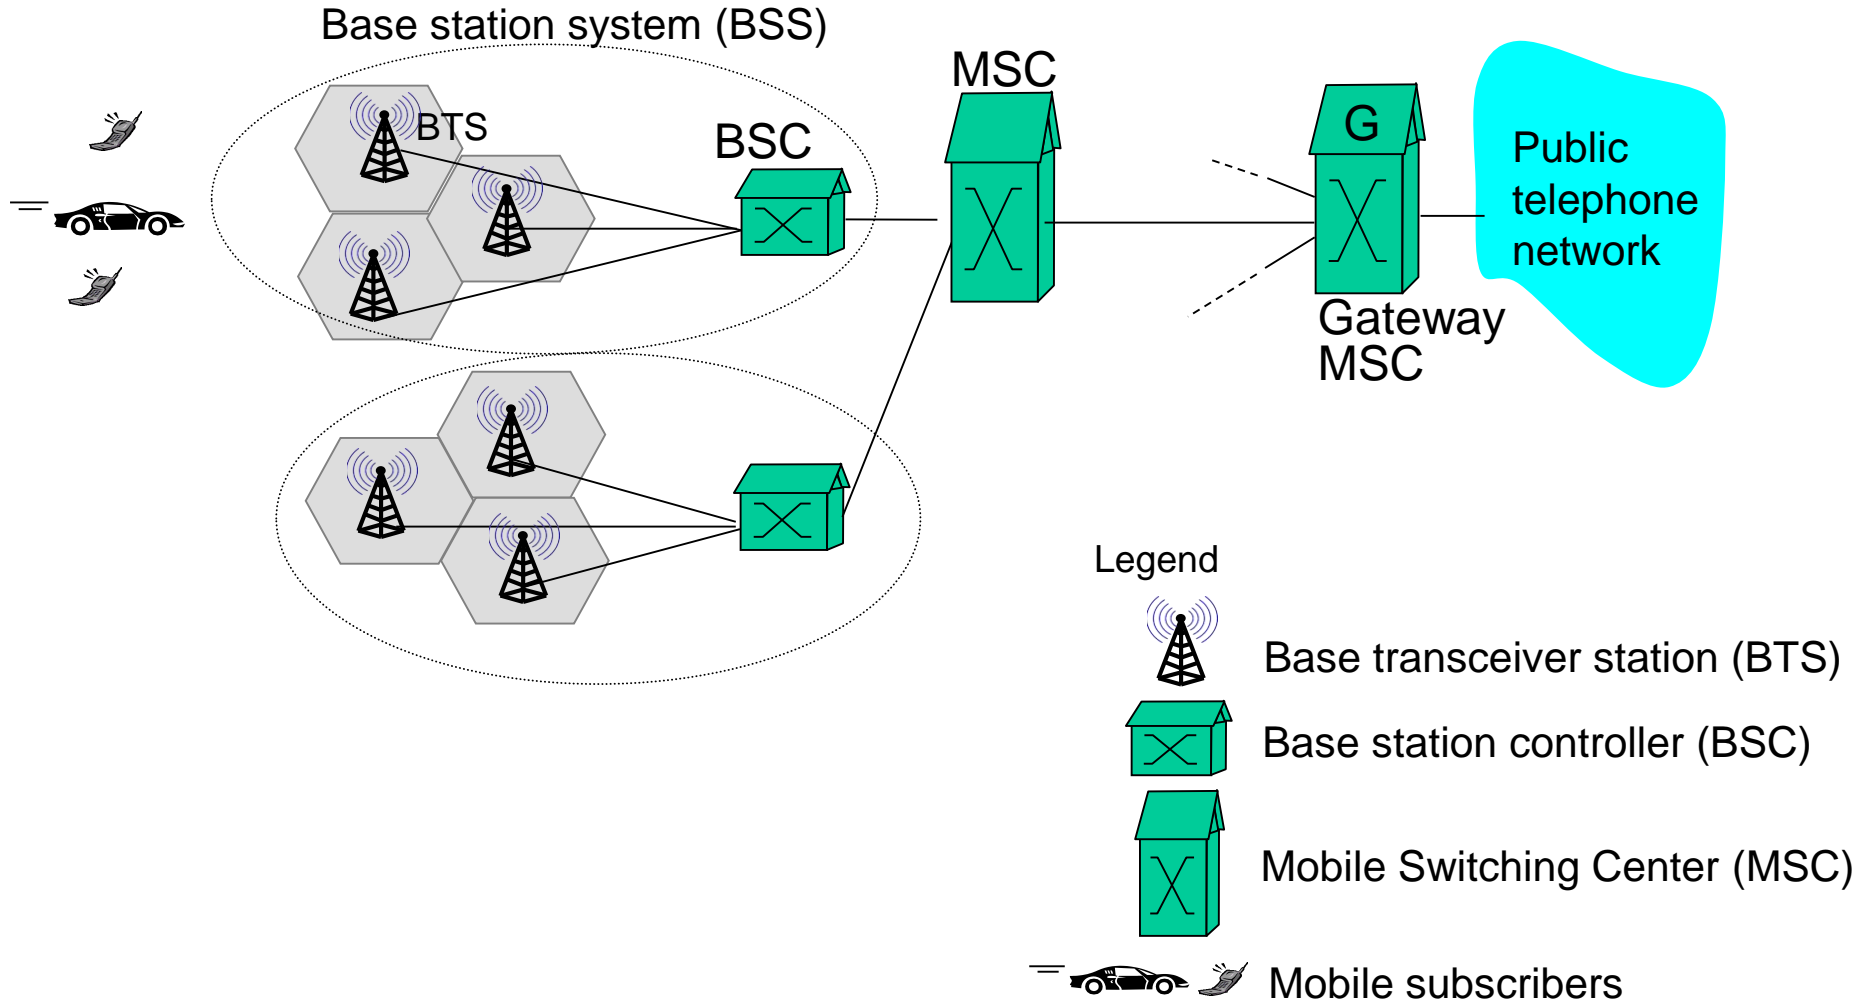 Base station system (BSS)
MSC
BTS
BSC
G
Public
telephone
network
Gateway
MSC
Legend
Base transceiver station (BTS)
Base station controller (BSC)
Mobile Switching Center (MSC)
Mobile subscribers